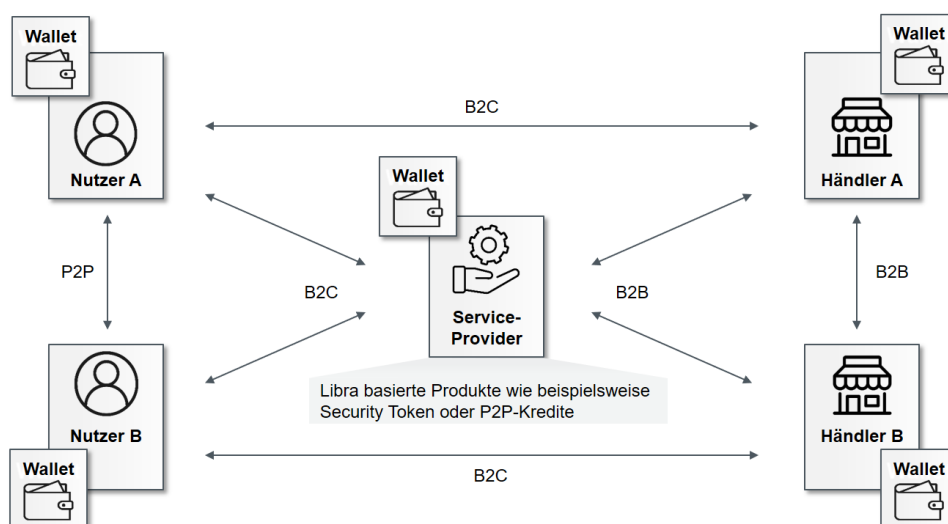 Wallet
Wallet
B2C
Nutzer A
Wallet
Händler A
P2P
B2C
B2B
B2B
Service-
Provider
Libra basierte Produkte wie beispielsweise
Security Token oder P2P-Kredite
Nutzer B
Händler B
Wallet
B2C
Wallet